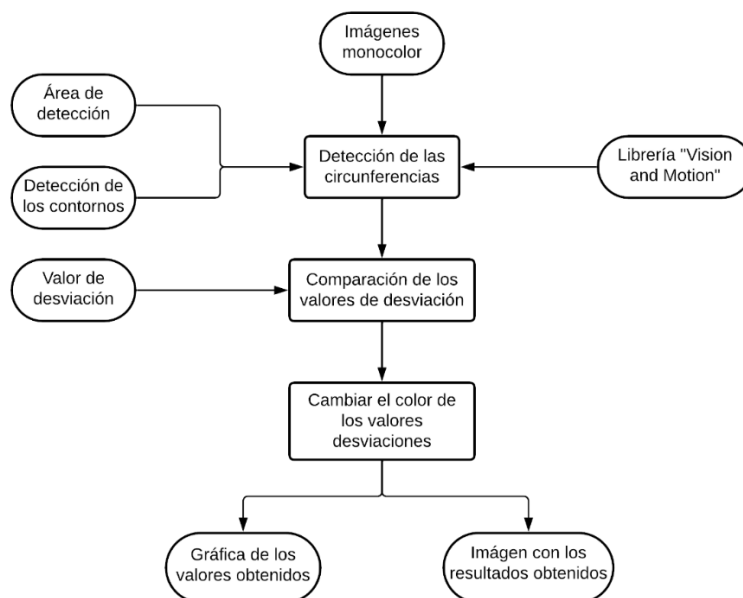 Imágenes
monocolor
Área de
detección
Detección de las
circunferencias
Librería "Vision
and Motion"
Detección de
los contornos
Valor de
desviación
Comparación de los
valores de desviación
Cambiar el color de
los valores
desviaciones
Gráfica de los
valores obtenidos
Imágen con los
resultados obtenidos